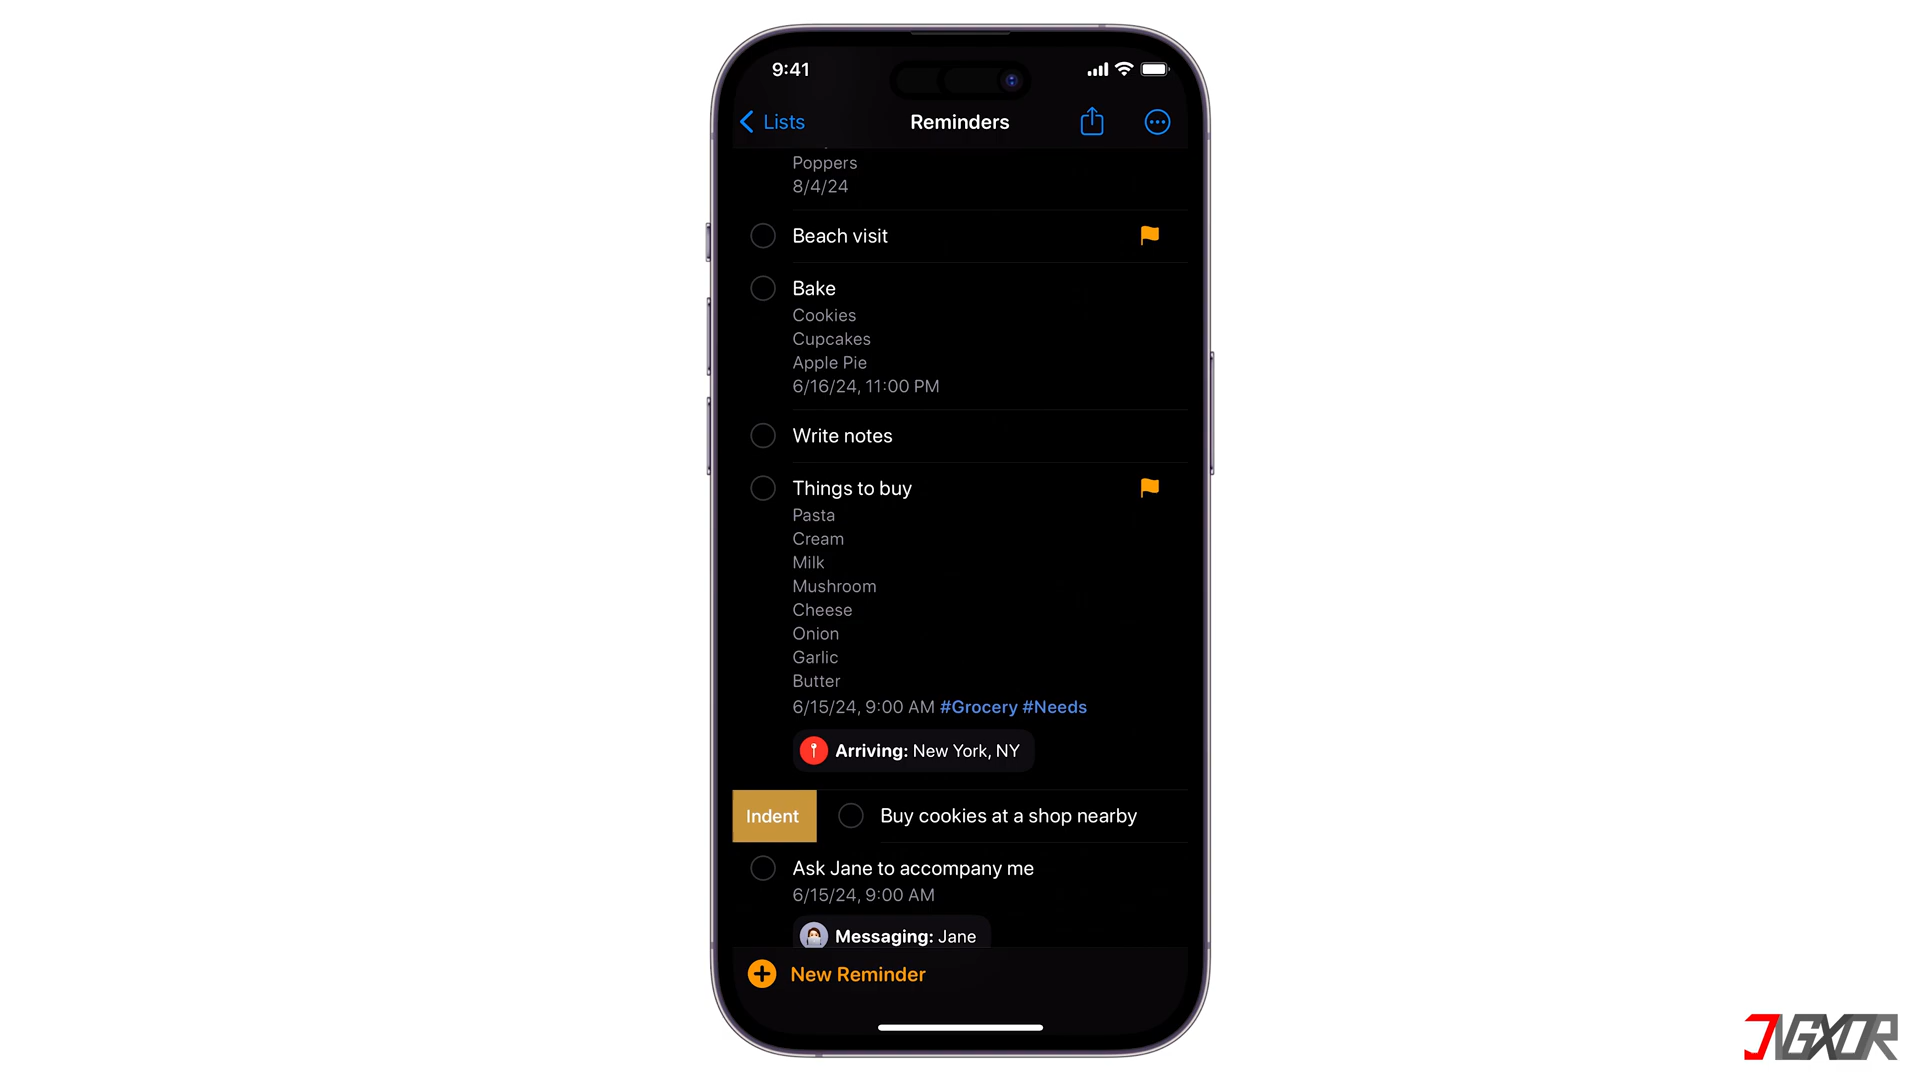 9:41
Lists
Reminders
Poppers
8/4/24
Beach visit
Bake
Cookies
Cupcakes
Apple Pie
6/16/24, 11:00 PM
Write notes
Things to buy
Pasta
Cream
Milk
Mushroom
Cheese
Onion
Garlic
Butter
6/15/24, 9:00 AM #Grocery #Needs
Arriving: New York, NY
Indent
Buy cookies at a shop nearby
Ask Jane to accompany me
6/15/24, 9:00 AM
Messaging: Jane
New Reminder